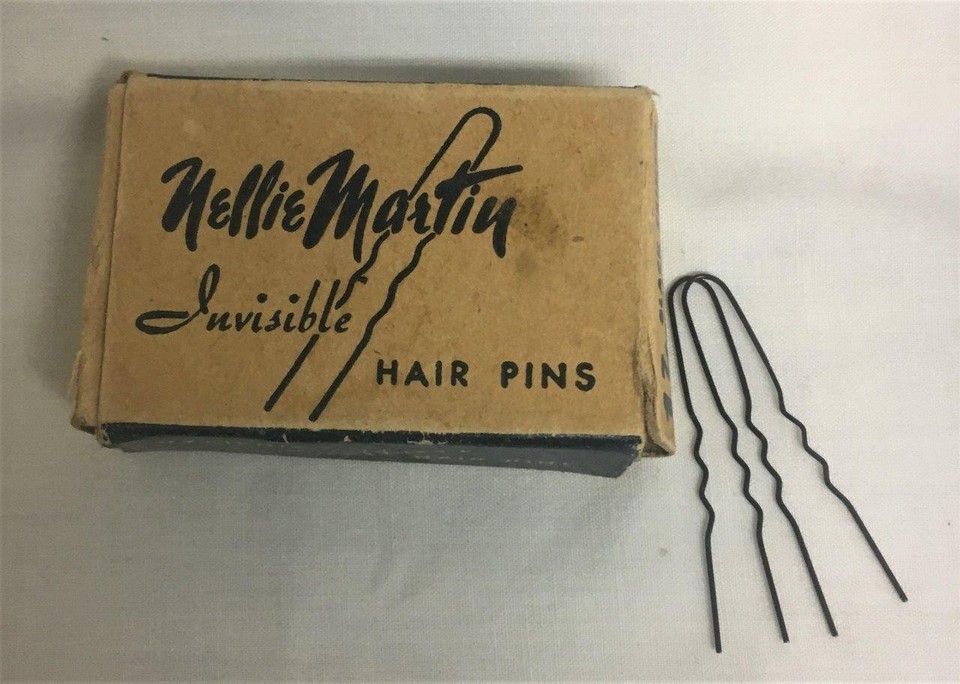 Nellie Martin
Invisible
HAIR PINS